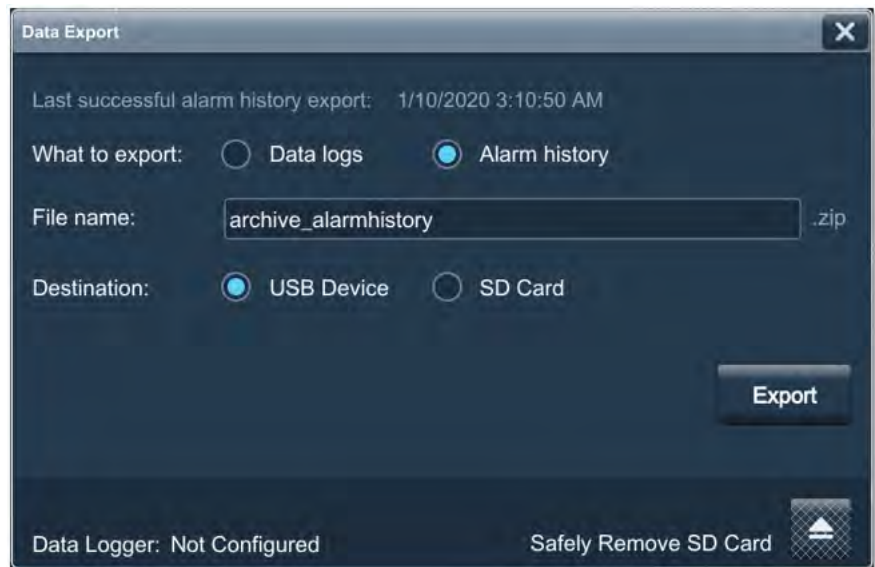 Data Export
Last successful alarm history export: 1/10/2020 3:10:50 AM
What to export: Data logs Alarm history
File name: archive_alarmhistory .zip
Destination: USB Device SD Card
Export
Data Logger: Not Configured Safely Remove SD Card